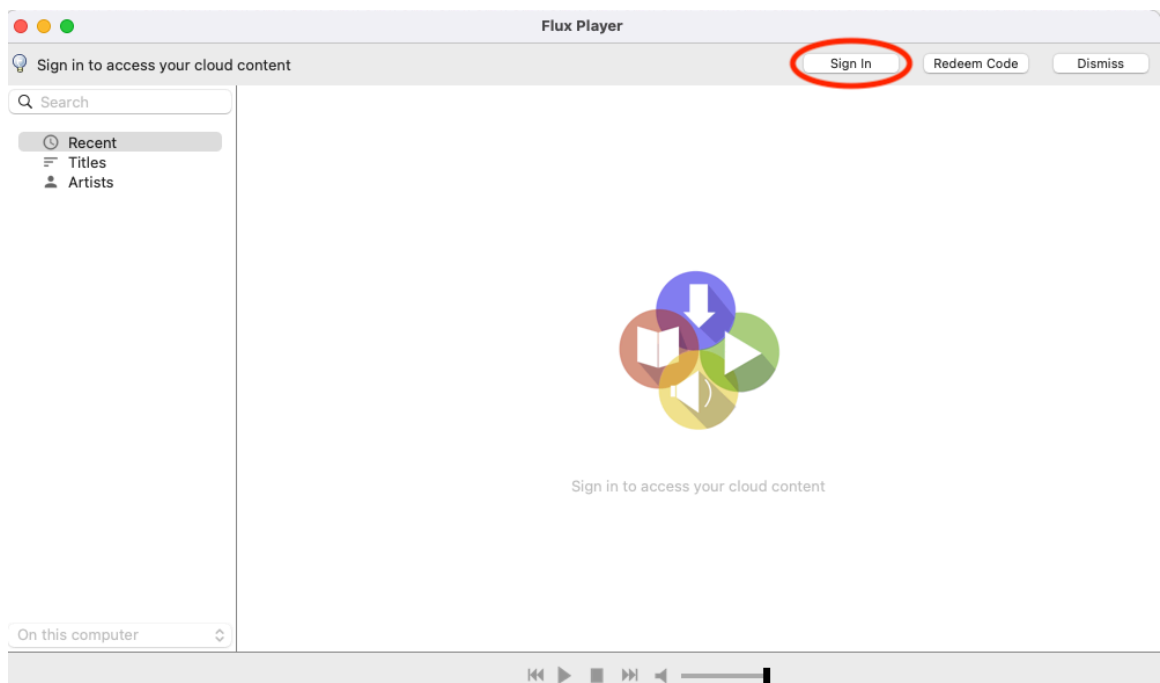 Flux Player
Sign in to access your cloud content
Sign In
Redeem Code
Dismiss
Search
Recent
Titles
Artists
Sign in to access your cloud content
On this computer